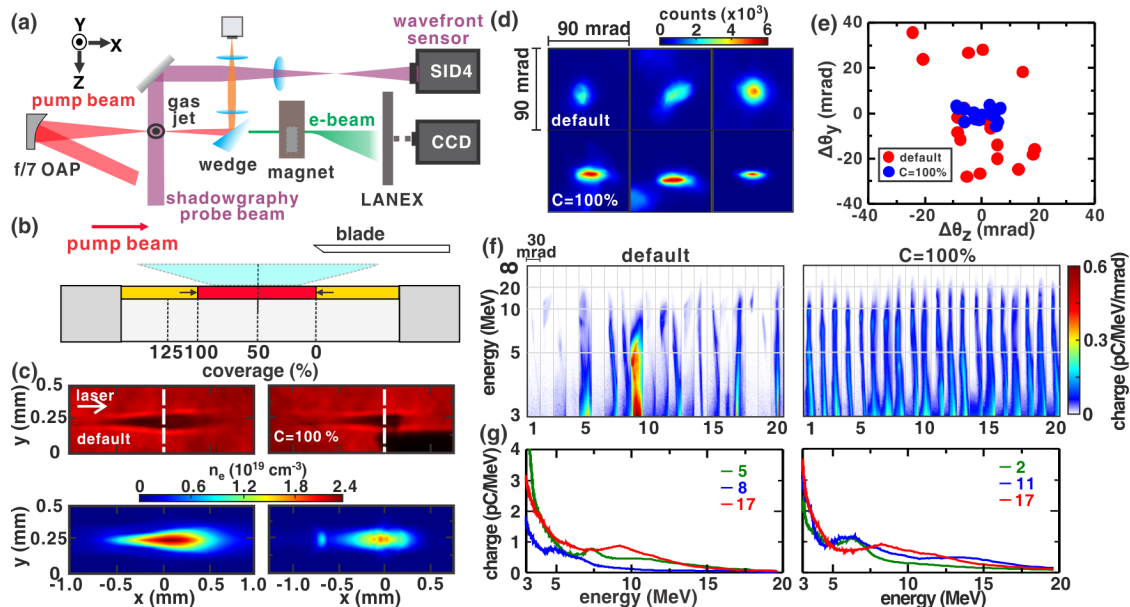 (a)
Y
X
Z
wavefront
sensor
SID4
pump beam
gas
jet
e-beam
f/7 OAP
wedge
magnet
CCD
LANEX
shadowgraphy
probe beam
(b)
pump beam
blade
125 100 50 0
coverage (%)
(c)
y (mm)
0.5
0.25
0
laser
default
C=100 %
n_e (10^19 cm^-3)
0 0.6 1.2 1.8 2.4
y (mm)
0.5
0.25
0
-1.0 -0.5 0 0.5 1
x (mm)
-0.5 0 0.5
x (mm)
(d)
counts (x10^3)
0 2 4 6
90 mrad
90 mrad
default
C=100%
(e)
Δθy (mrad)
40
20
0
-20
-40
default
C=100%
-40 -20 0 20 40
Δθz (mrad)
(f)
30
mrad
default
C=100%
energy (MeV)
8
20
10
5
3
1 5 10 15 20
1 5 10 15 20
charge (pC/MeV/mrad)
0.6
0.3
0
(g)
charge (pC/MeV)
4
3
2
1
0
5
8
17
3 5 10 15 20
energy (MeV)
2
11
17
3 5 10 15 20
energy (MeV)